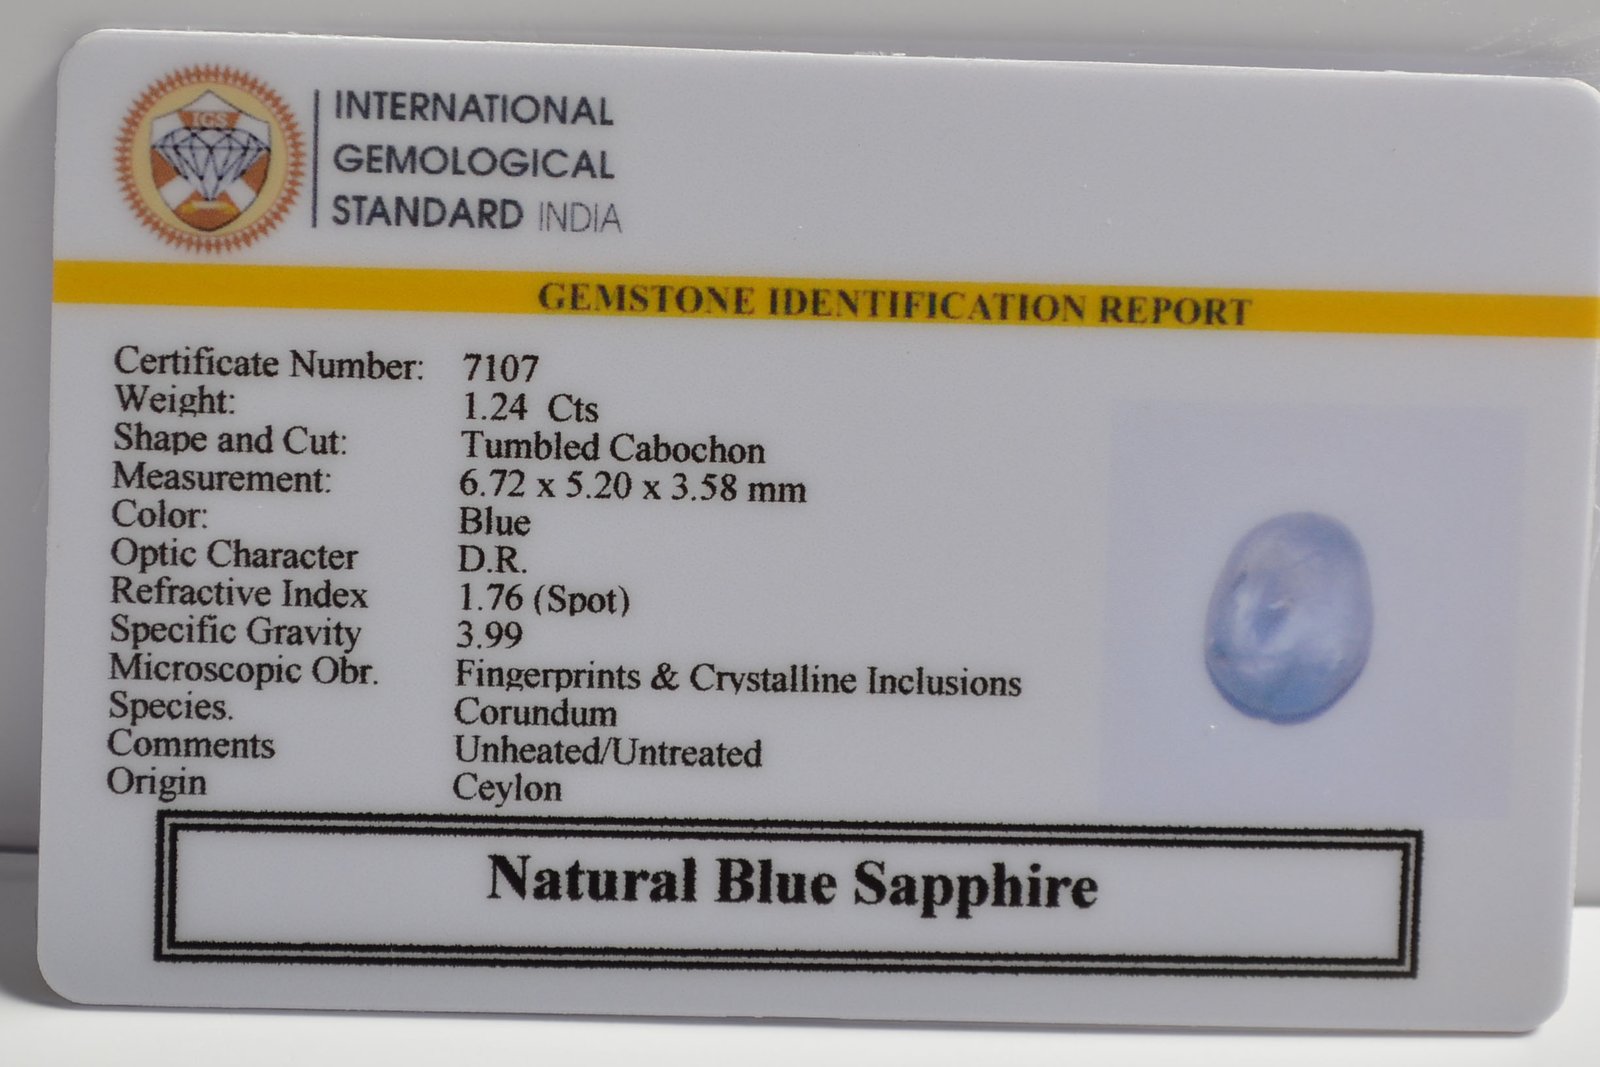 IGS
INTERNATIONAL
GEMOLOGICAL
STANDARD INDIA
GEMSTONE IDENTIFICATION REPORT
Certificate Number: 7107
Weight: 1.24 Cts
Shape and Cut: Tumbled Cabochon
Measurement: 6.72 x 5.20 x 3.58 mm
Color: Blue
Optic Character D.R.
Refractive Index 1.76 (Spot)
Specific Gravity 3.99
Microscopic Obr. Fingerprints & Crystalline Inclusions
Species. Corundum
Comments Unheated/Untreated
Origin Ceylon
Natural Blue Sapphire